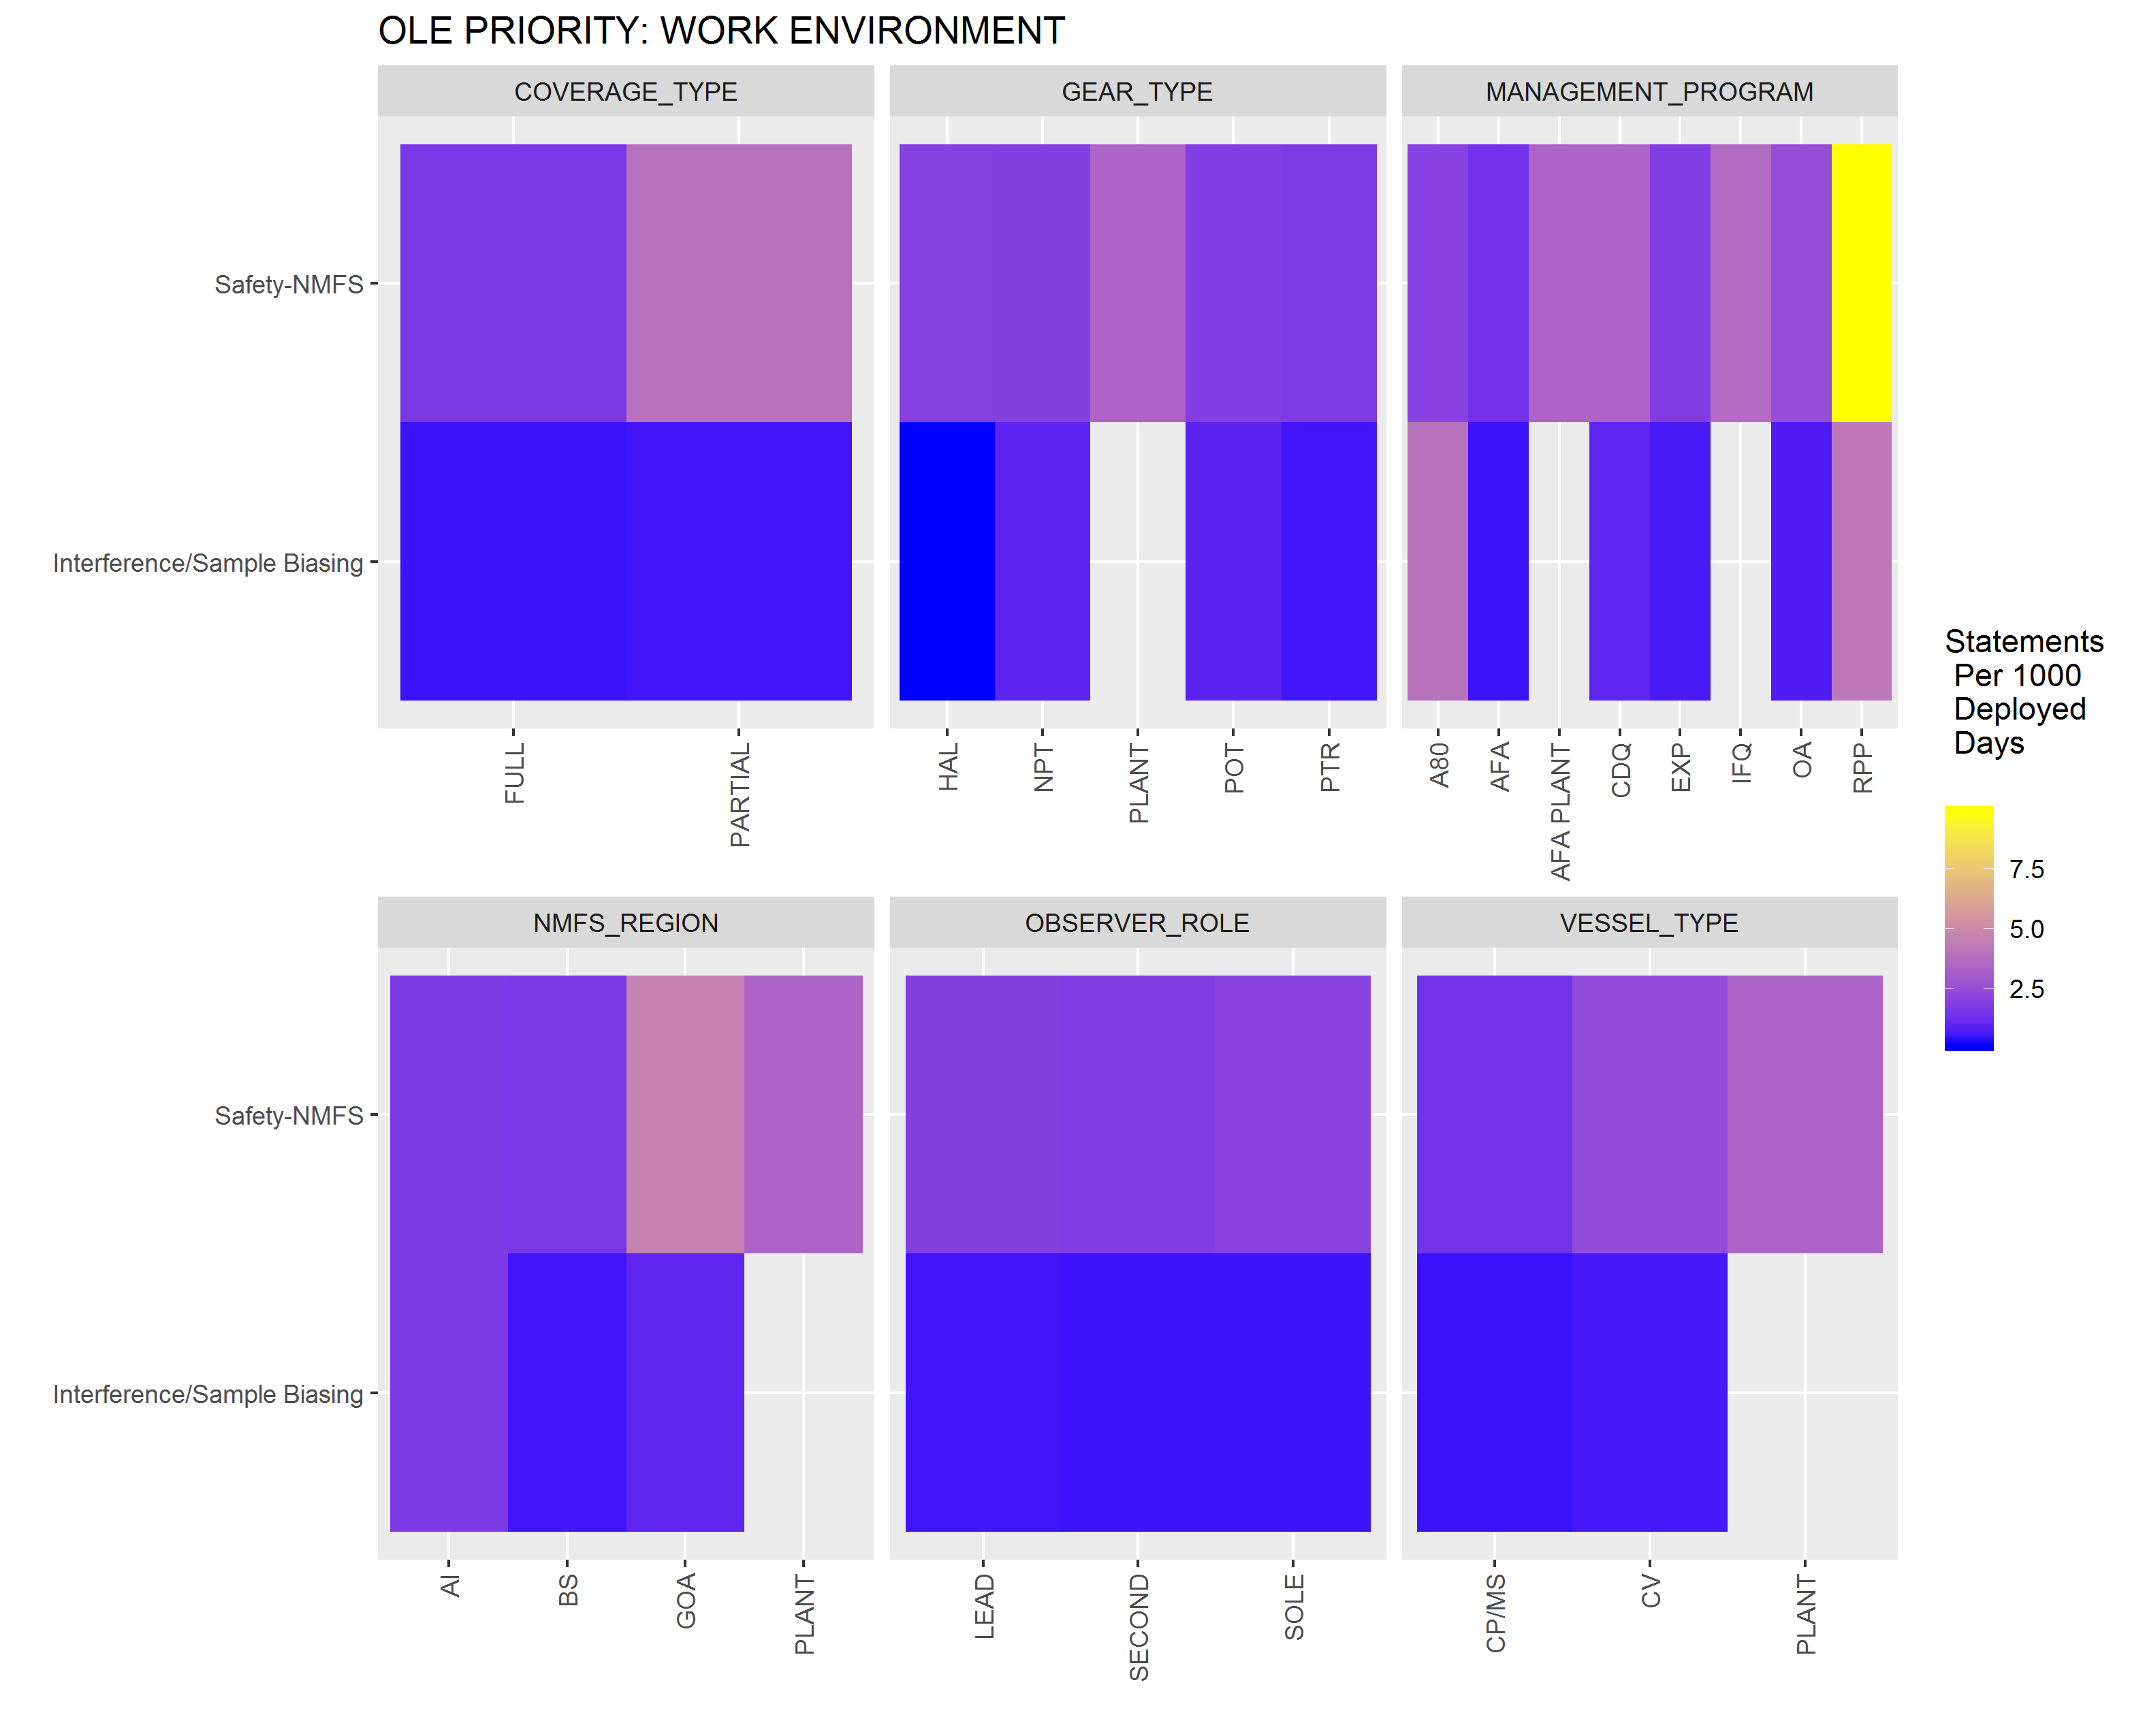 OLE PRIORITY: WORK ENVIRONMENT
COVERAGE_TYPE
GEAR_TYPE
MANAGEMENT_PROGRAM
Safety-NMFS
Interference/Sample Biasing
FULL
PARTIAL
HAL
NPT
PLANT
POT
PTR
A80
AFA
AFA PLANT
CDQ
EXP
IFQ
OA
RPP
NMFS_REGION
OBSERVER_ROLE
VESSEL_TYPE
Safety-NMFS
Interference/Sample Biasing
AI
BS
GOA
PLANT
LEAD
SECOND
SOLE
CP/MS
CV
PLANT
Statements
Per 1000
Deployed
Days
7.5
5.0
2.5